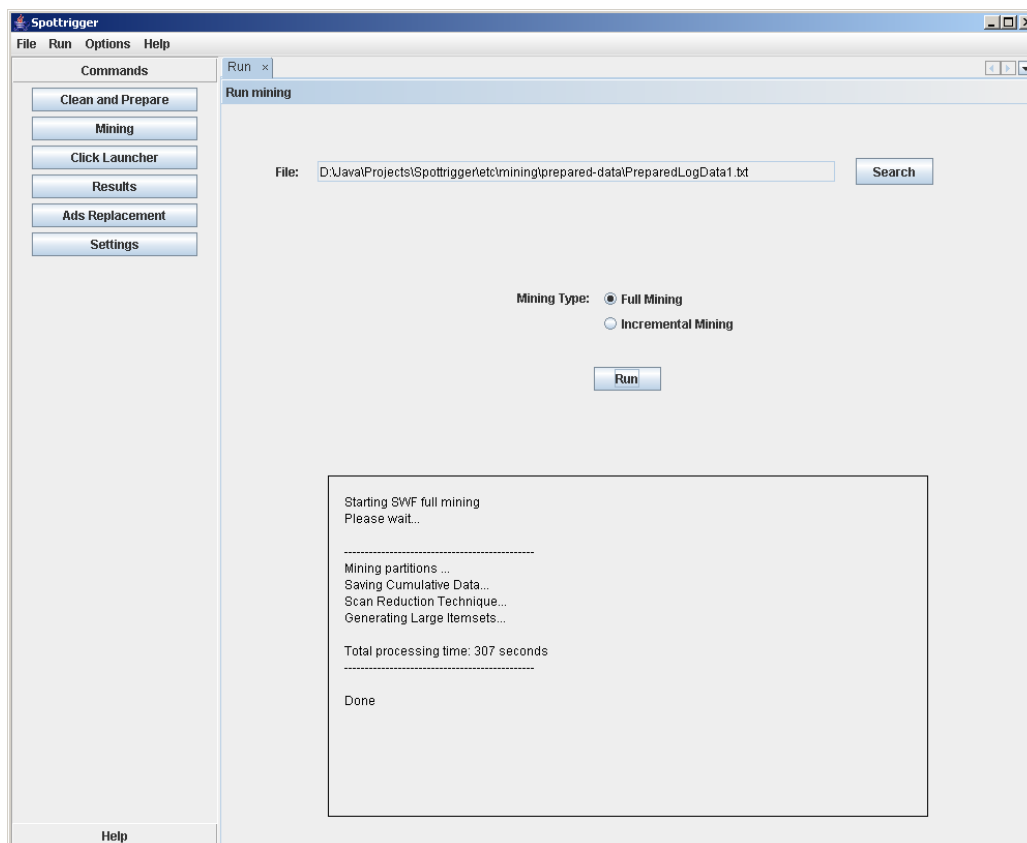 Spottrigger
File Run Options Help
Commands
Clean and Prepare
Mining
Click Launcher
Results
Ads Replacement
Settings
Help
Run ×
Run mining
File: D:\Java\Projects\Spottrigger\etc\mining\prepared-data\PreparedLogData1.txt Search
Mining Type: Full Mining
Incremental Mining
Run
Starting SWF full mining
Please wait...
----------------------------------------------
Mining partitions ...
Saving Cumulative Data...
Scan Reduction Technique...
Generating Large Itemsets...
Total processing time: 307 seconds
----------------------------------------------
Done